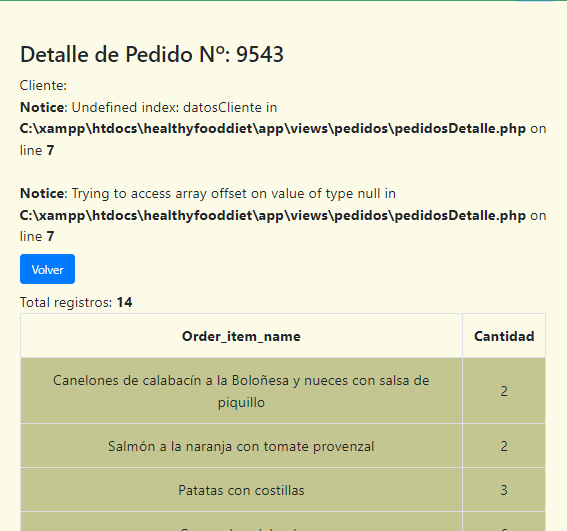 Detalle de Pedido Nº: 9543
Cliente:
Notice: Undefined index: datosCliente in
C:\xampp\htdocs\healthyfooddiet\app\views\pedidos\pedidosDetalle.php on
line 7
Notice: Trying to access array offset on value of type null in
C:\xampp\htdocs\healthyfooddiet\app\views\pedidos\pedidosDetalle.php on
line 7
Volver
Total registros: 14
Order_item_name Cantidad
Canelones de calabacín a la Boloñesa y nueces con salsa de
piquillo 2
Salmón a la naranja con tomate provenzal 2
Patatas con costillas 3